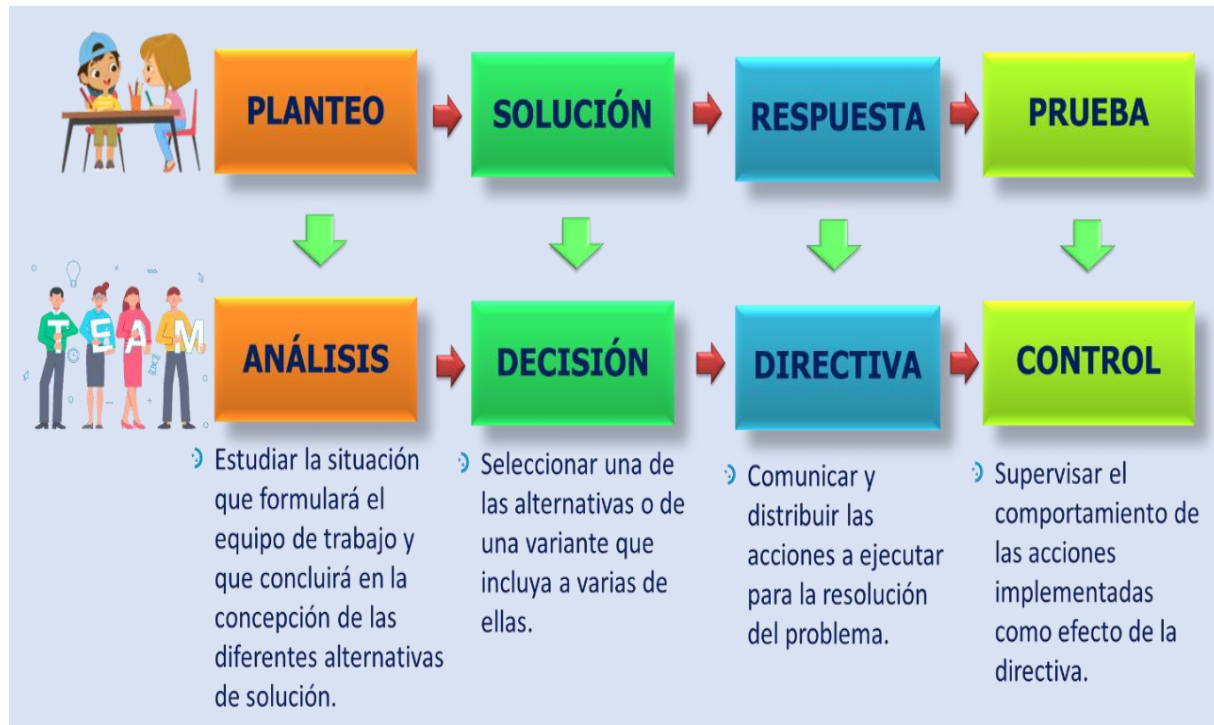 PLANTEO
SOLUCIÓN
RESPUESTA
PRUEBA
TEAM
ANÁLISIS
DECISIÓN
DIRECTIVA
CONTROL
Estudiar la situación
que formulará el
equipo de trabajo y
que concluirá en la
concepción de las
diferentes alternativas
de solución.
Seleccionar una de
las alternativas o de
una variante que
incluya a varias de
ellas.
Comunicar y
distribuir las
acciones a ejecutar
para la resolución
del problema.
Supervisar el
comportamiento de
las acciones
implementadas
como efecto de la
directiva.